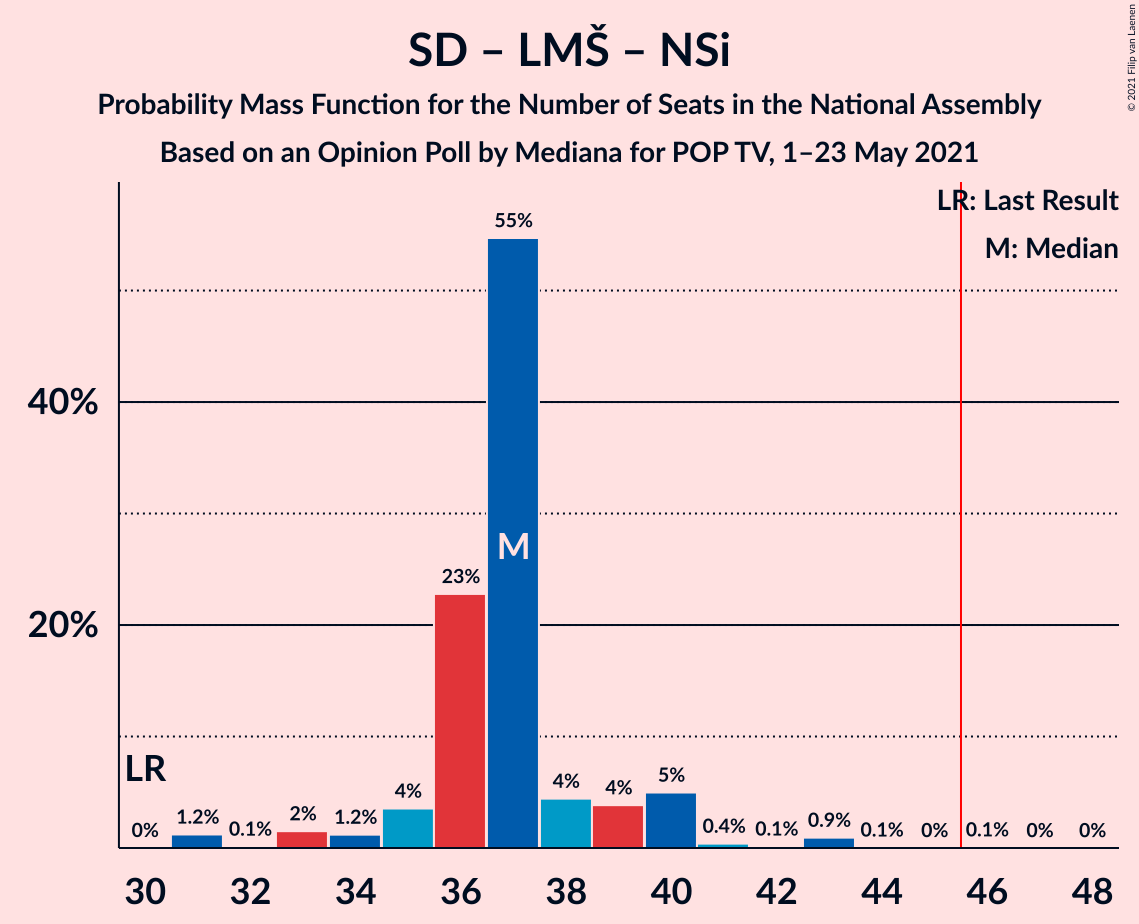 SD – LMŠ – NSi
Probability Mass Function for the Number of Seats in the National Assembly
Based on an Opinion Poll by Mediana for POP TV, 1–23 May 2021
© 2021 Filip van Laenen
LR: Last Result
M: Median
55%
40%
M
23%
20%
LR
0%
1.2%
0.1%
2%
1.2%
4%
4%
4%
5%
0.4%
0.1%
0.9%
0.1%
0%
0.1%
0%
0%
30 32 34 36 38 40 42 44 46 48